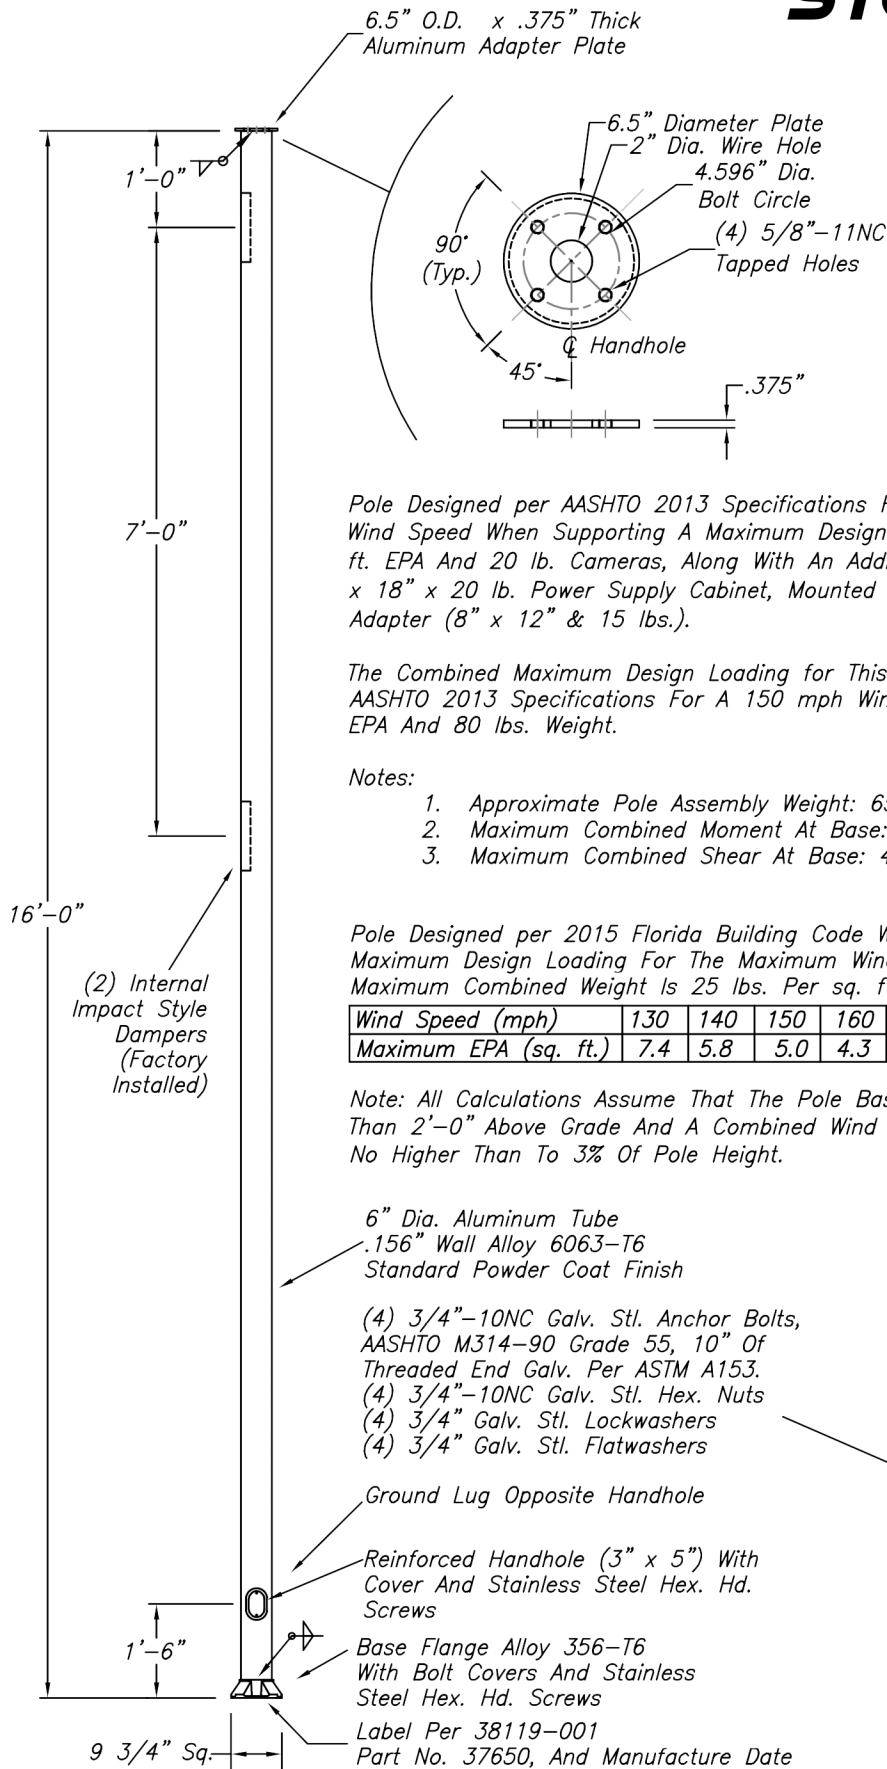 6.5” O.D. x .375” Thick
Aluminum Adapter Plate
6.5” Diameter Plate
2” Dia. Wire Hole
4.596” Dia.
Bolt Circle
(4) 5/8”–11NC
Tapped Holes
1’–0”
90°
(Typ.)
℄ Handhole
45°
.375”
7’–0”
Pole Designed per AASHTO 2013 Specifications
Wind Speed When Supporting A Maximum Design
ft. EPA And 20 lb. Cameras, Along With An
x 18” x 20 lb. Power Supply Cabinet, Mounted
Adapter (8” x 12” & 15 lbs.).
The Combined Maximum Design Loading for This
AASHTO 2013 Specifications For A 150 mph
EPA And 80 lbs. Weight.
Notes:
1. Approximate Pole Assembly Weight:
2. Maximum Combined Moment At Base:
3. Maximum Combined Shear At Base:
16’–0”
Pole Designed per 2015 Florida Building Code
Maximum Design Loading For The Maximum
Maximum Combined Weight Is 25 lbs. Per sq.
Wind Speed (mph) 130 140 150 160
Maximum EPA (sq. ft.) 7.4 5.8 5.0 4.3
(2) Internal
Impact Style
Dampers
(Factory
Installed)
Note: All Calculations Assume That The Pole
Than 2’–0” Above Grade And A Combined Wind
No Higher Than To 3% Of Pole Height.
6” Dia. Aluminum Tube
.156” Wall Alloy 6063–T6
Standard Powder Coat Finish
(4) 3/4”–10NC Galv. Stl. Anchor Bolts,
AASHTO M314–90 Grade 55, 10” Of
Threaded End Galv. Per ASTM A153.
(4) 3/4”–10NC Galv. Stl. Hex. Nuts
(4) 3/4” Galv. Stl. Lockwashers
(4) 3/4” Galv. Stl. Flatwashers
Ground Lug Opposite Handhole
Reinforced Handhole (3” x 5”) With
Cover And Stainless Steel Hex. Hd.
Screws
1’–6”
Base Flange Alloy 356–T6
With Bolt Covers And Stainless
Steel Hex. Hd. Screws
Label Per 38119–001
Part No. 37650, And Manufacture Date
9 3/4” Sq.